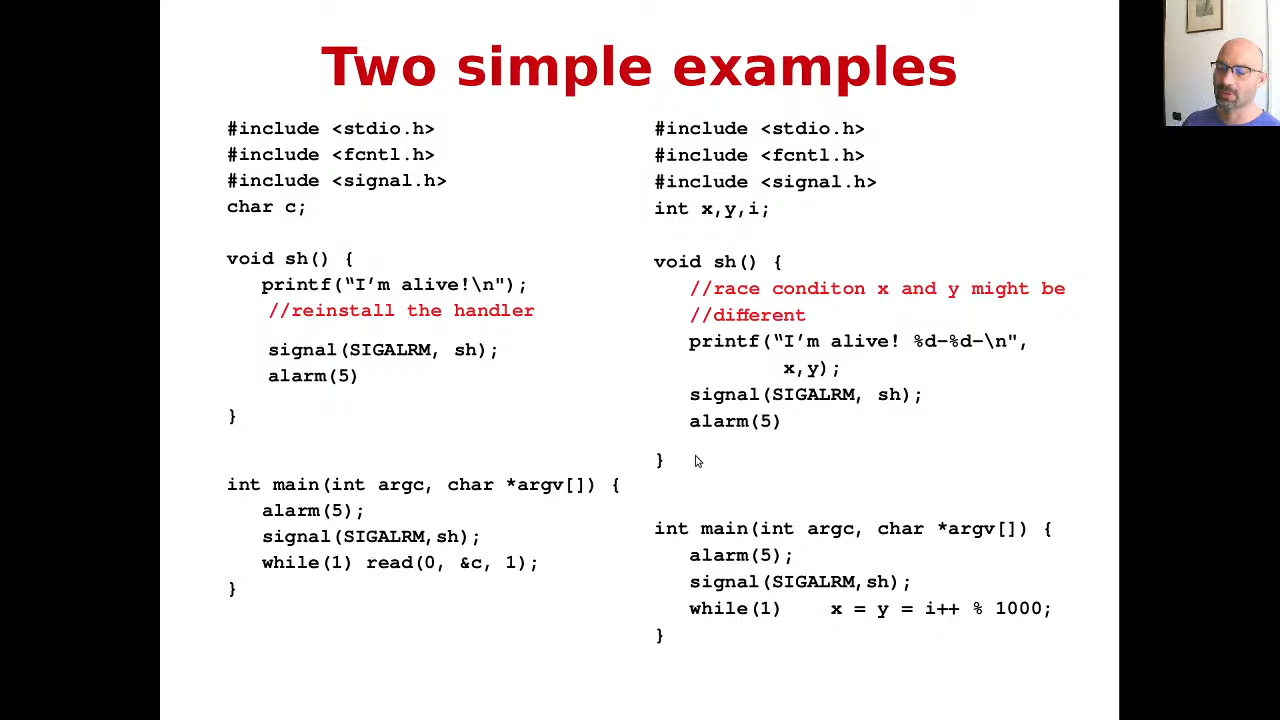 Two simple examples
#include <stdio.h>
#include <fcntl.h>
#include <signal.h>
char c;
void sh() {
printf(“I’m alive!\n");
//reinstall the handler
signal(SIGALRM, sh);
alarm(5)
}
int main(int argc, char *argv[]) {
alarm(5);
signal(SIGALRM,sh);
while(1) read(0, &c, 1);
}
#include <stdio.h>
#include <fcntl.h>
#include <signal.h>
int x,y,i;
void sh() {
//race conditon x and y might be
//different
printf(“I’m alive! %d-%d-\n",
x,y);
signal(SIGALRM, sh);
alarm(5)
}
int main(int argc, char *argv[]) {
alarm(5);
signal(SIGALRM,sh);
while(1) x = y = i++ % 1000;
}